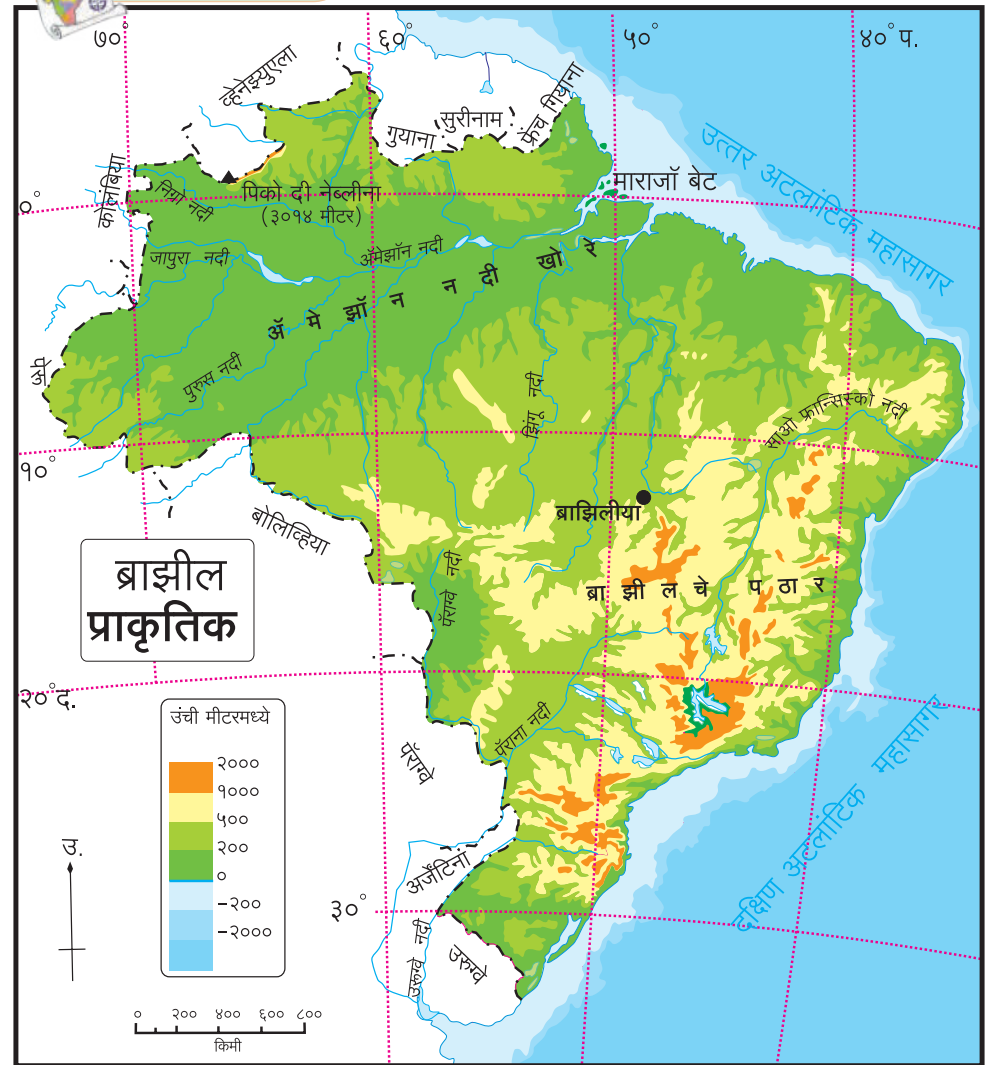 ७०°
६०°
५०°
४०° प.
व्हेनेझ्युएला
गुयाना
सुरीनाम
फ्रेंच गियाना
उत्तर अटलांटिक महासागर
कोलंबिया
०°
निग्रो नदी
पिको दी नेब्लीना
(३०१४ मीटर)
माराजॉ बेट
जापुरा नदी
ॲमेझॉन नदी
ॲ मे झॉ न न दी खो रे
पेरू
पुरुस नदी
झिंगू नदी
साओ फ्रान्सिस्को नदी
१०°
ब्राझिलीया
बोलिव्हिया
ब्राझील
प्राकृतिक
पॅराग्वे नदी
ब्रा झी ल चे प ठा र
२०°द.
उंची मीटरमध्ये
२०००
१०००
५००
२००
०
-२००
-२०००
पॅराना नदी
पॅराग्वे
दक्षिण अटलांटिक महासागर
उ.
अर्जेंटिना
३०°
उरुग्वे नदी
उरुग्वे
० २०० ४०० ६०० ८००
किमी